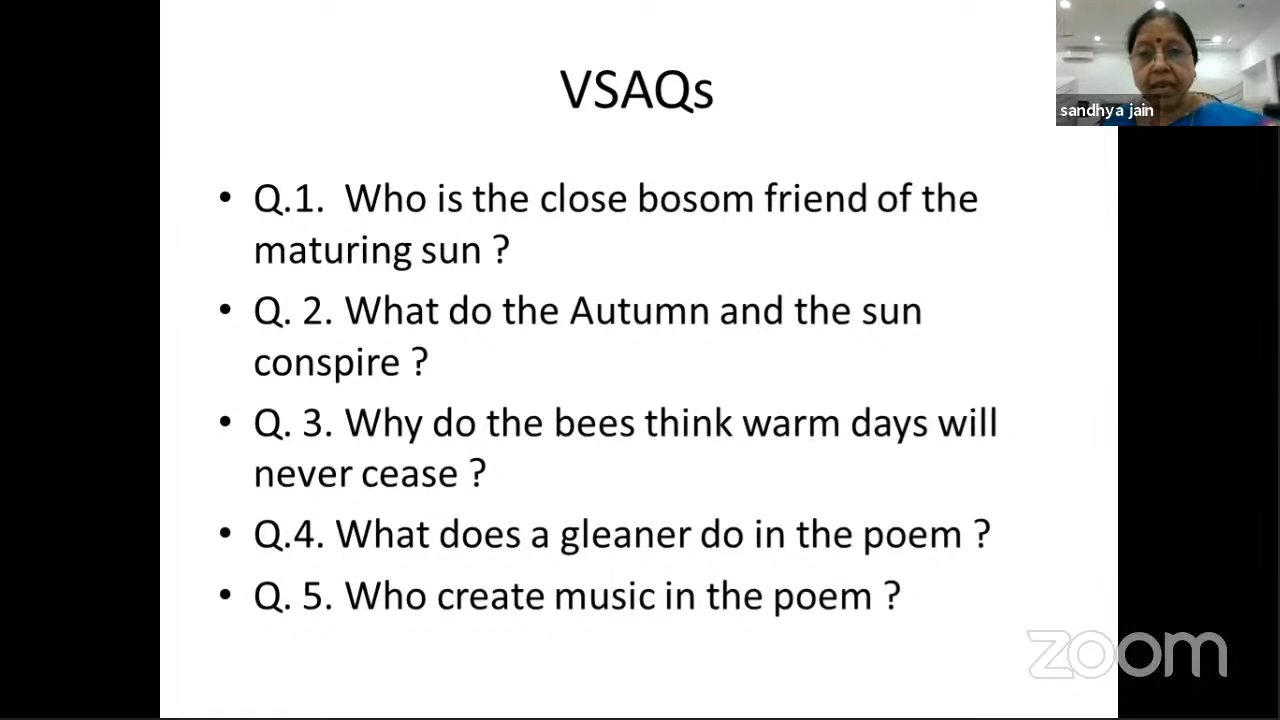 VSAQs
sandhya jain
• Q.1. Who is the close bosom friend of the
maturing sun ?
• Q. 2. What do the Autumn and the sun
conspire ?
• Q. 3. Why do the bees think warm days will
never cease ?
• Q.4. What does a gleaner do in the poem ?
• Q. 5. Who create music in the poem ?
zoom